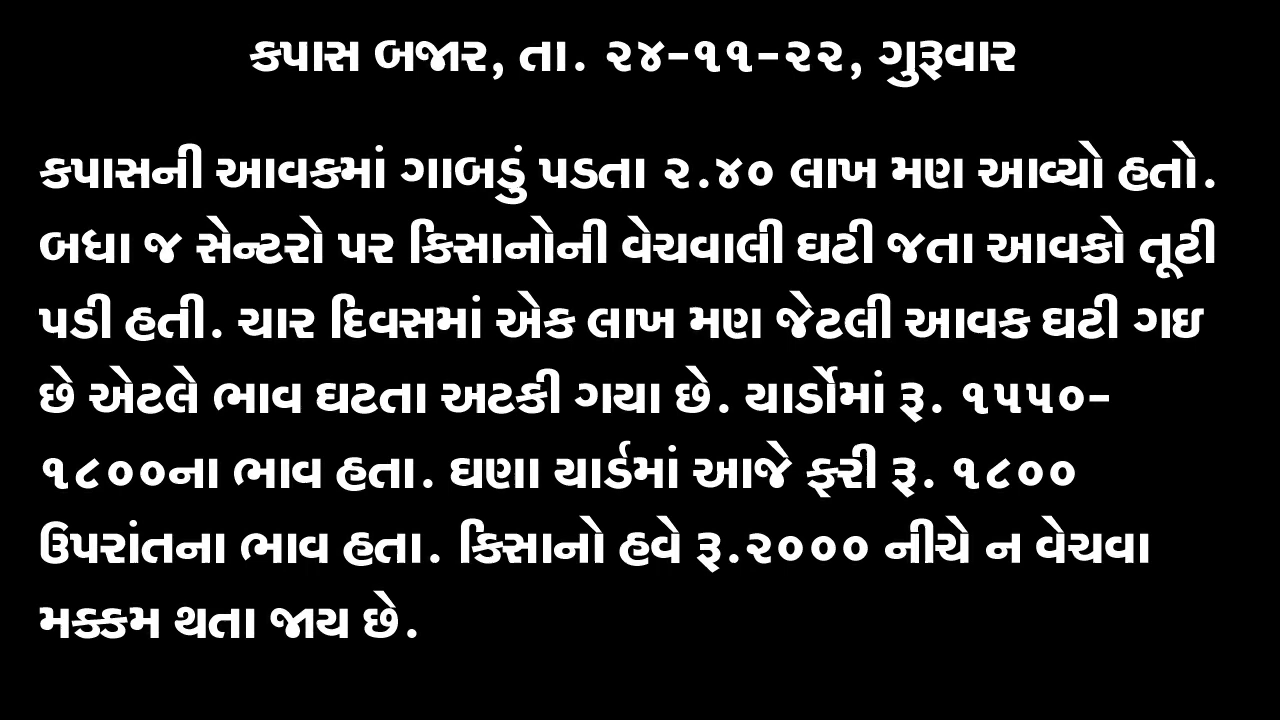 કપાસ બજાર, તા. ૨૪-૧૧-૨૨, ગુરૂવાર
કપાસની આવકમાં ગાબડું પડતા ૨.૪૦ લાખ મણ આવ્યો હતો.
બધા જ સેન્ટરો પર કિસાનોની વેચવાલી ઘટી જતા આવકો તૂટી
પડી હતી. ચાર દિવસમાં એક લાખ મણ જેટલી આવક ઘટી ગઇ
છે એટલે ભાવ ઘટતા અટકી ગયા છે. યાર્ડોમાં રૂ. ૧૫૫૦-
૧૮૦૦ના ભાવ હતા. ઘણા યાર્ડમાં આજે ફરી રૂ. ૧૮૦૦
ઉપરાંતના ભાવ હતા. કિસાનો હવે રૂ.૨૦૦૦ નીચે ન વેચવા
મક્કમ થતા જાય છે.